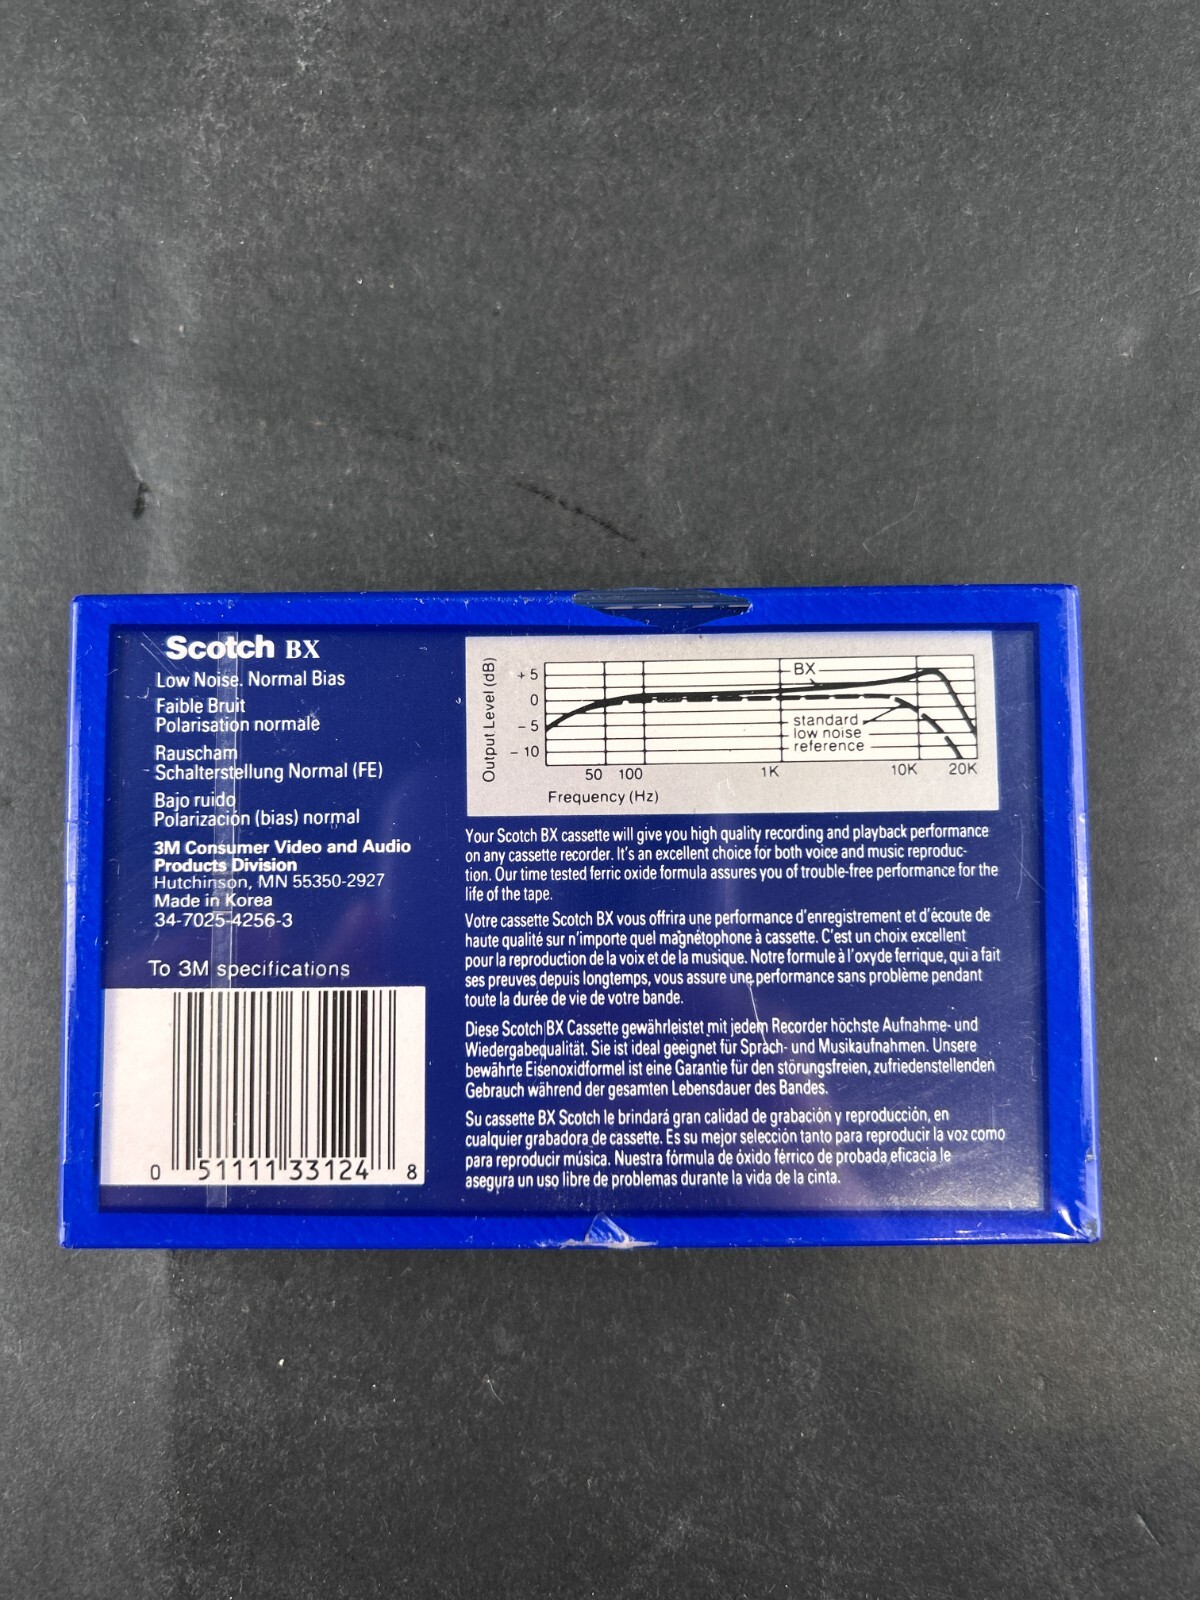 Scotch BX
Low Noise. Normal Bias
Faible Bruit
Polarisation normale
Rauscharm
Schalterstellung Normal (FE)
Bajo ruido
Polarización (bias) normal
3M Consumer Video and Audio
Products Division
Hutchinson, MN 55350-2927
Made in Korea
34-7025-4256-3
To 3M specifications
0 51111 33124 8
Output Level (dB)
+ 5
0
- 5
- 10
BX
standard
low noise
reference
50 100 1K 10K 20K
Frequency (Hz)
Your Scotch BX cassette will give you high quality recording and playback performance
on any cassette recorder. It's an excellent choice for both voice and music reproduc-
tion. Our time tested ferric oxide formula assures you of trouble-free performance for the
life of the tape.
Votre cassette Scotch BX vous offrira une performance d'enregistrement et d'écoute de
haute qualité sur n'importe quel magnétophone à cassette. C'est un choix excellent
pour la reproduction de la voix et de la musique. Notre formule à l'oxyde ferrique, qui a fait
ses preuves depuis longtemps, vous assure une performance sans problème pendant
toute la durée de vie de votre bande.
Diese Scotch BX Cassette gewährleistet mit jedem Recorder höchste Aufnahme- und
Wiedergabequalität. Sie ist ideal geeignet für Sprach- und Musikaufnahmen. Unsere
bewährte Eisenoxidformel ist eine Garantie für den störungsfreien, zufriedenstellenden
Gebrauch während der gesamten Lebensdauer des Bandes.
Su cassette BX Scotch le brindará gran calidad de grabación y reproducción, en
cualquier grabadora de cassette. Es su mejor selección tanto para reproducir la voz como
para reproducir música. Nuestra fórmula de óxido férrico de probada eficacia le
asegura un uso libre de problemas durante la vida de la cinta.